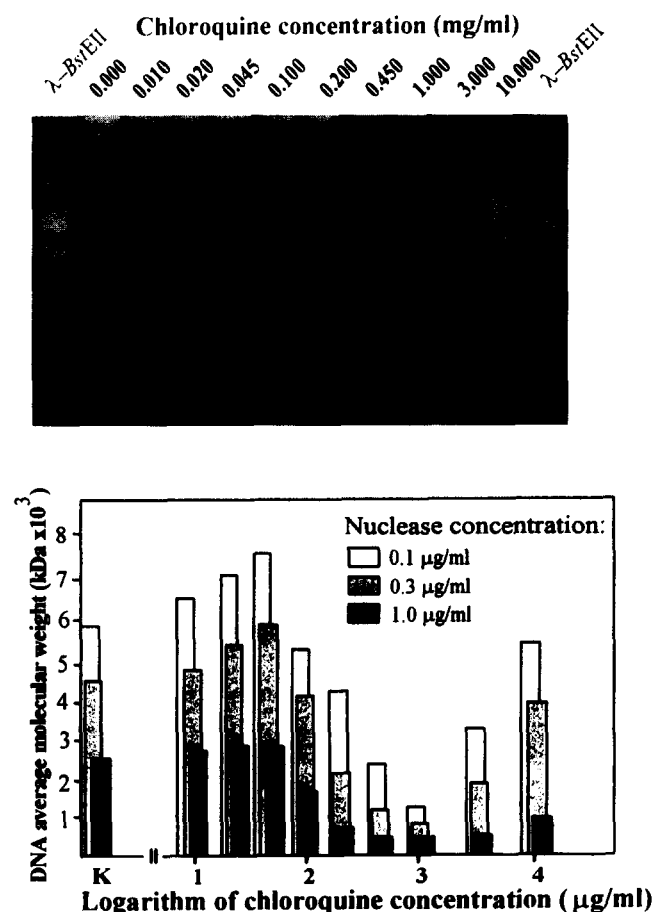 Chloroquine concentration (mg/ml)
λ–BstEII 0.000 0.010 0.020 0.045 0.100 0.200 0.450 1.000 3.000 10.000 λ–BstEII
DNA average molecular weight (kDa x10³)
8
7
6
5
4
3
2
1
Nuclease concentration:
0.1 µg/ml
0.3 µg/ml
1.0 µg/ml
K 1 2 3 4
Logarithm of chloroquine concentration ( µg/ml)